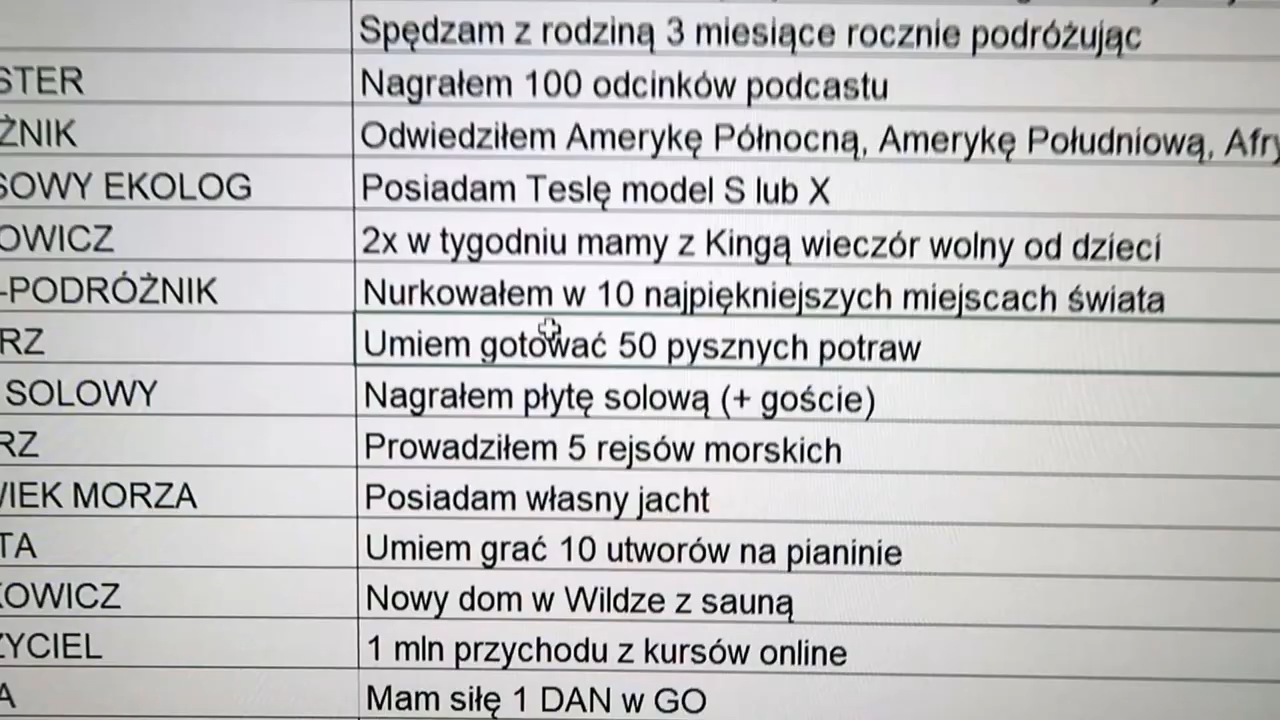 Spędzam z rodziną 3 miesiące rocznie podróżując
STER Nagrałem 100 odcinków podcastu
ŻNIK Odwiedziłem Amerykę Północną, Amerykę Południową, Afry
SOWY EKOLOG Posiadam Teslę model S lub X
OWICZ 2x w tygodniu mamy z Kingą wieczór wolny od dzieci
-PODRÓŻNIK Nurkowałem w 10 najpiękniejszych miejscach świata
RZ Umiem gotować 50 pysznych potraw
SOLOWY Nagrałem płytę solową (+ goście)
RZ Prowadziłem 5 rejsów morskich
WIEK MORZA Posiadam własny jacht
TA Umiem grać 10 utworów na pianinie
KOWICZ Nowy dom w Wildze z sauną
ZYCIEL 1 mln przychodu z kursów online
A Mam siłę 1 DAN w GO